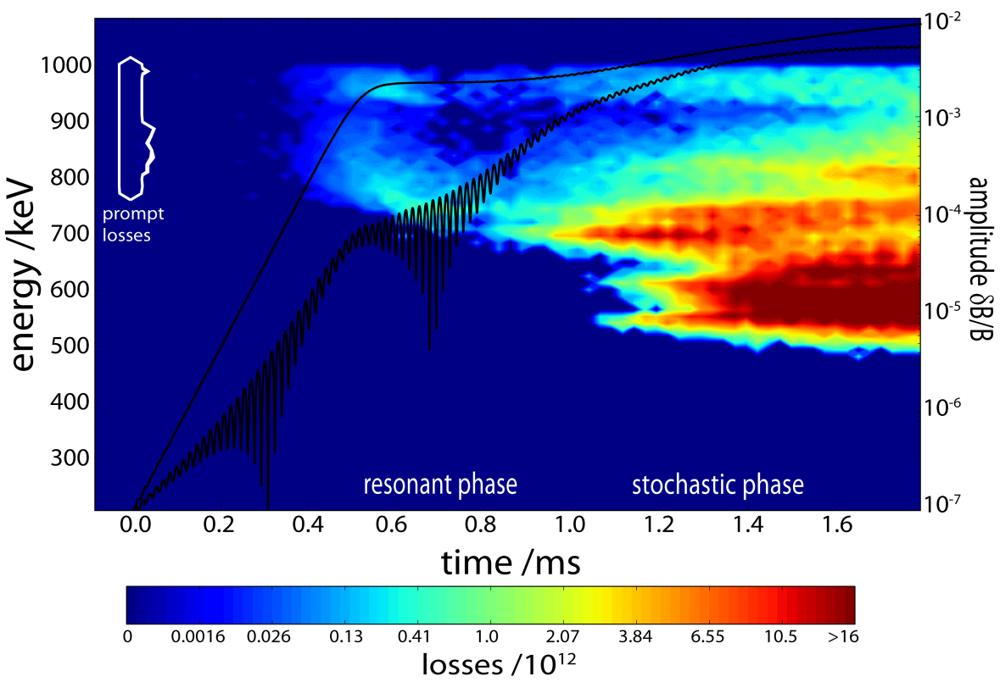 energy /keV
1000
900
800
700
600
500
400
300
prompt
losses
resonant phase
stochastic phase
10-2
10-3
10-4
10-5
10-6
10-7
amplitude δB/B
0.0 0.2 0.4 0.6 0.8 1.0 1.2 1.4 1.6
time /ms
0 0.0016 0.026 0.13 0.41 1.0 2.07 3.84 6.55 10.5 >16
losses /10¹²